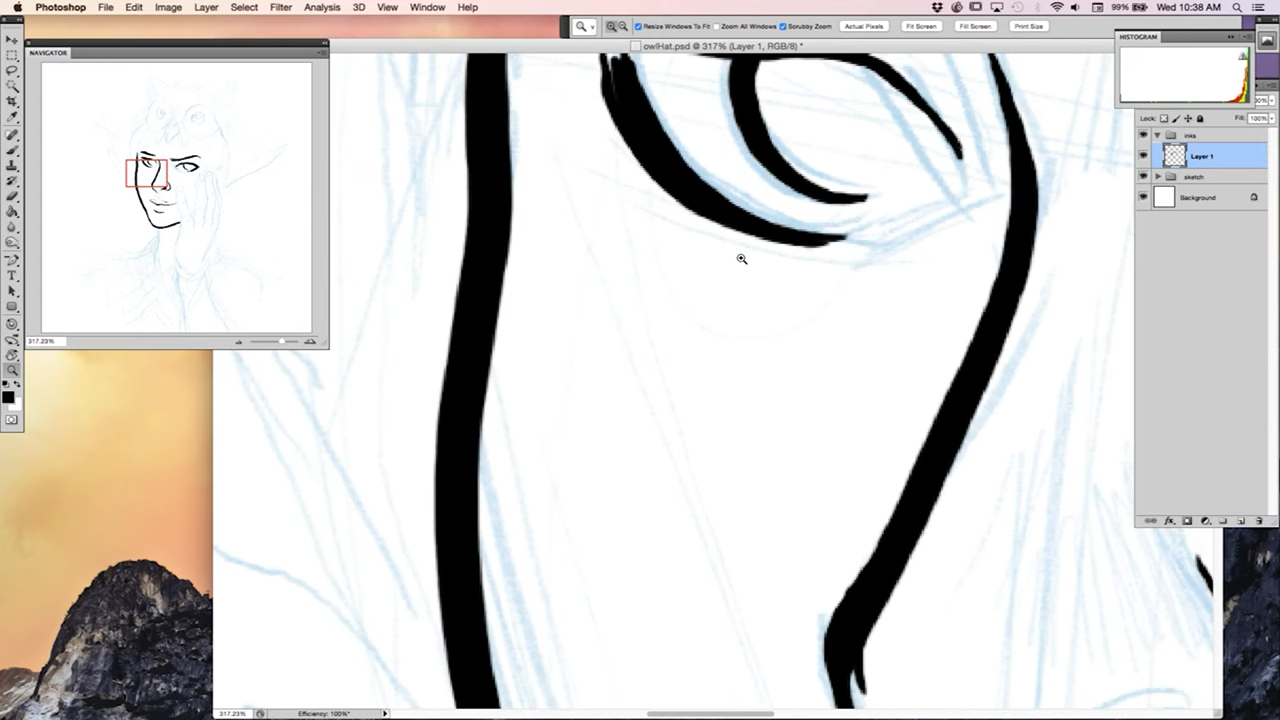 Photoshop File Edit Image Layer Select Filter Analysis 3D View Window Help 99% Wed 10:38 AM
Resize Windows To Fit Zoom All Windows Scrubby Zoom Actual Pixels Fit Screen Fill Screen Print Size
owlHat.psd @ 317% (Layer 1, RGB/8) *
HISTOGRAM
NAVIGATOR
Lock: Fill: 100%
inks
Layer 1
sketch
Background
317.23%
317.23% Efficiency: 100%*